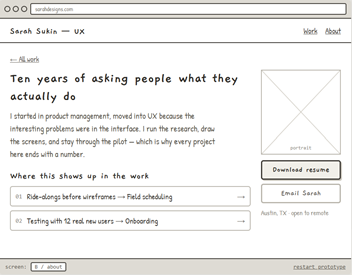 sarahdesigns.com
Sarah Sukin — UX
Work About
← All work
Ten years of asking people what they
actually do
I started in product management, moved into UX because the
interesting problems were in the interface. I run the research, draw
the screens, and stay through the pilot — which is why every project
here ends with a number.
Where this shows up in the work
01 Ride-alongs before wireframes → Field scheduling →
02 Testing with 12 real new users → Onboarding →
portrait
Download resume
Email Sarah
Austin, TX · open to remote
screen: B / about
restart prototype